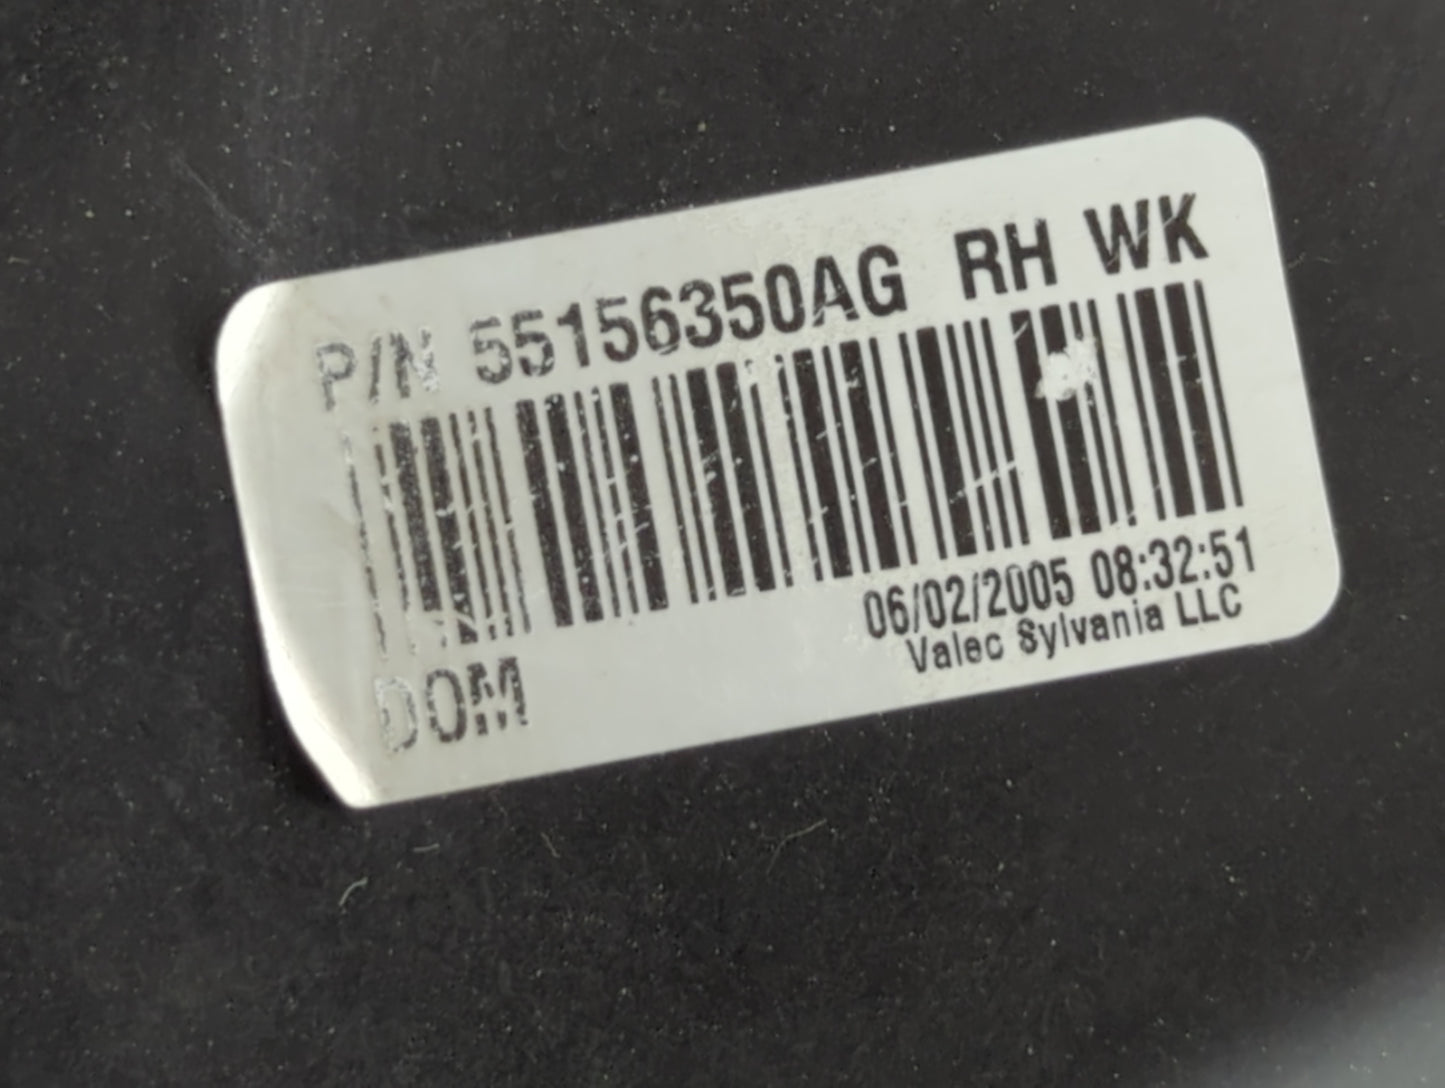 P/N 55156350AG RH WK
06/02/2005 08:32:51
Valeo Sylvania LLC
DOM